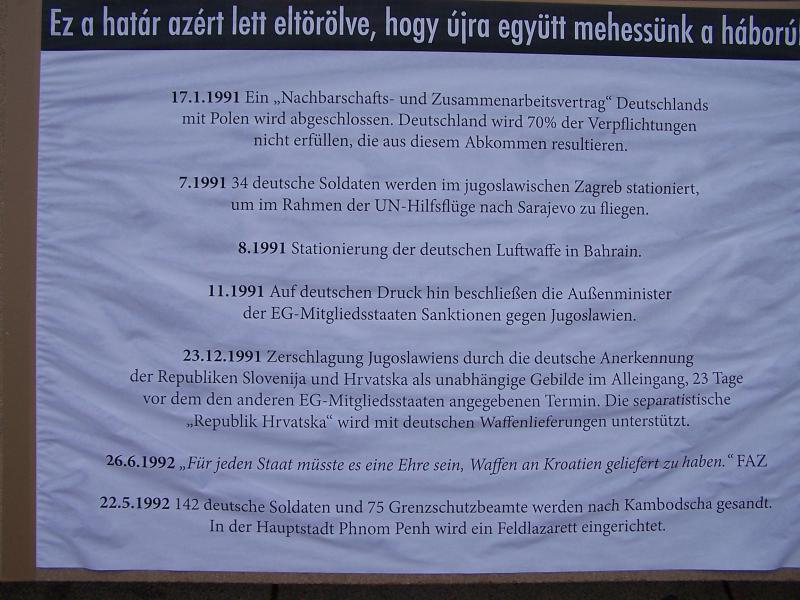 Ez a határ azért lett eltörölve, hogy újra együtt mehessünk a
17.1.1991 Ein „Nachbarschafts- und Zusammenarbeitsvertrag“ Deutschlands
mit Polen wird abgeschlossen. Deutschland wird 70% der Verpflichtungen
nicht erfüllen, die aus diesem Abkommen resultieren.
7.1991 34 deutsche Soldaten werden im jugoslawischen Zagreb stationiert,
um im Rahmen der UN-Hilfsflüge nach Sarajevo zu fliegen.
8.1991 Stationierung der deutschen Luftwaffe in Bahrain.
11.1991 Auf deutschen Druck hin beschließen die Außenminister
der EG-Mitgliedsstaaten Sanktionen gegen Jugoslawien.
23.12.1991 Zerschlagung Jugoslawiens durch die deutsche Anerkennung
der Republiken Slovenija und Hrvatska als unabhängige Gebilde im Alleingang, 23 Tage
vor dem den anderen EG-Mitgliedsstaaten angegebenen Termin. Die separatistische
„Republik Hrvatska“ wird mit deutschen Waffenlieferungen unterstützt.
26.6.1992 „Für jeden Staat müsste es eine Ehre sein, Waffen an Kroatien geliefert zu haben.“ FAZ
22.5.1992 142 deutsche Soldaten und 75 Grenzschutzbeamte werden nach Kambodscha gesandt.
In der Hauptstadt Phnom Penh wird ein Feldlazarett eingerichtet.